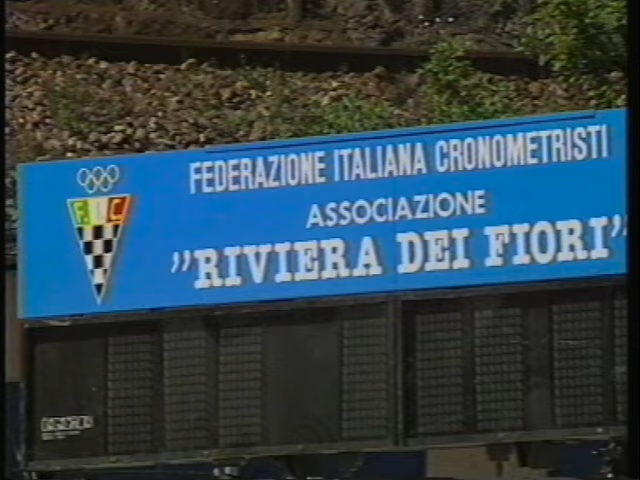 FEDERAZIONE ITALIANA CRONOMETRISTI
ASSOCIAZIONE
"RIVIERA DEI FIORI"
F.I.C